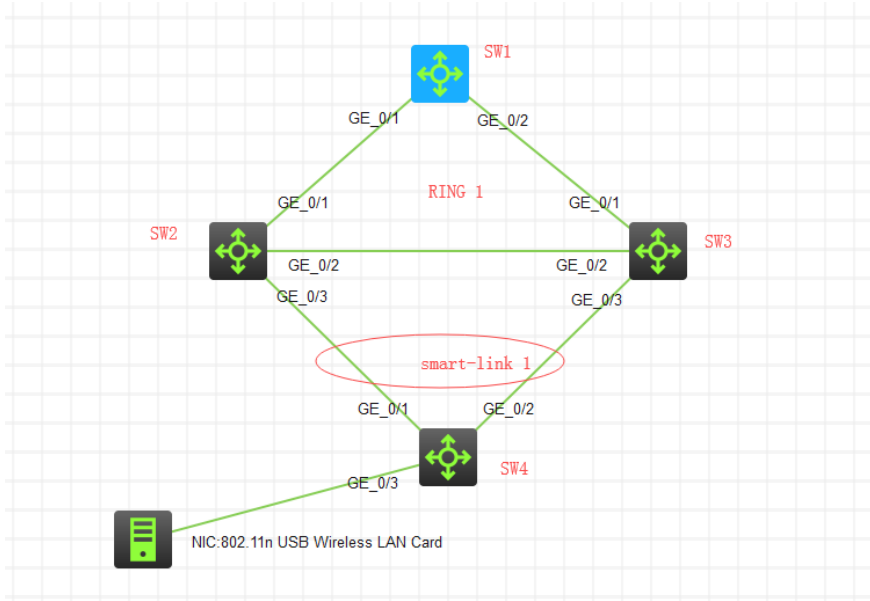 SW1
GE_0/1
GE_0/2
RING 1
GE_0/1
GE_0/1
SW2
SW3
GE_0/2
GE_0/2
GE_0/3
GE_0/3
smart-link 1
GE_0/1
GE_0/2
SW4
GE_0/3
NIC:802.11n USB Wireless LAN Card